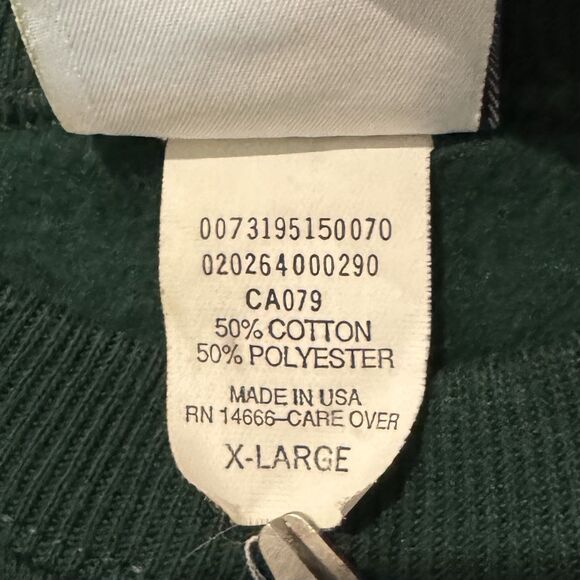 0073195150070
020264000290
CA079
50% COTTON
50% POLYESTER
MADE IN USA
RN 14666–CARE OVER
X-LARGE